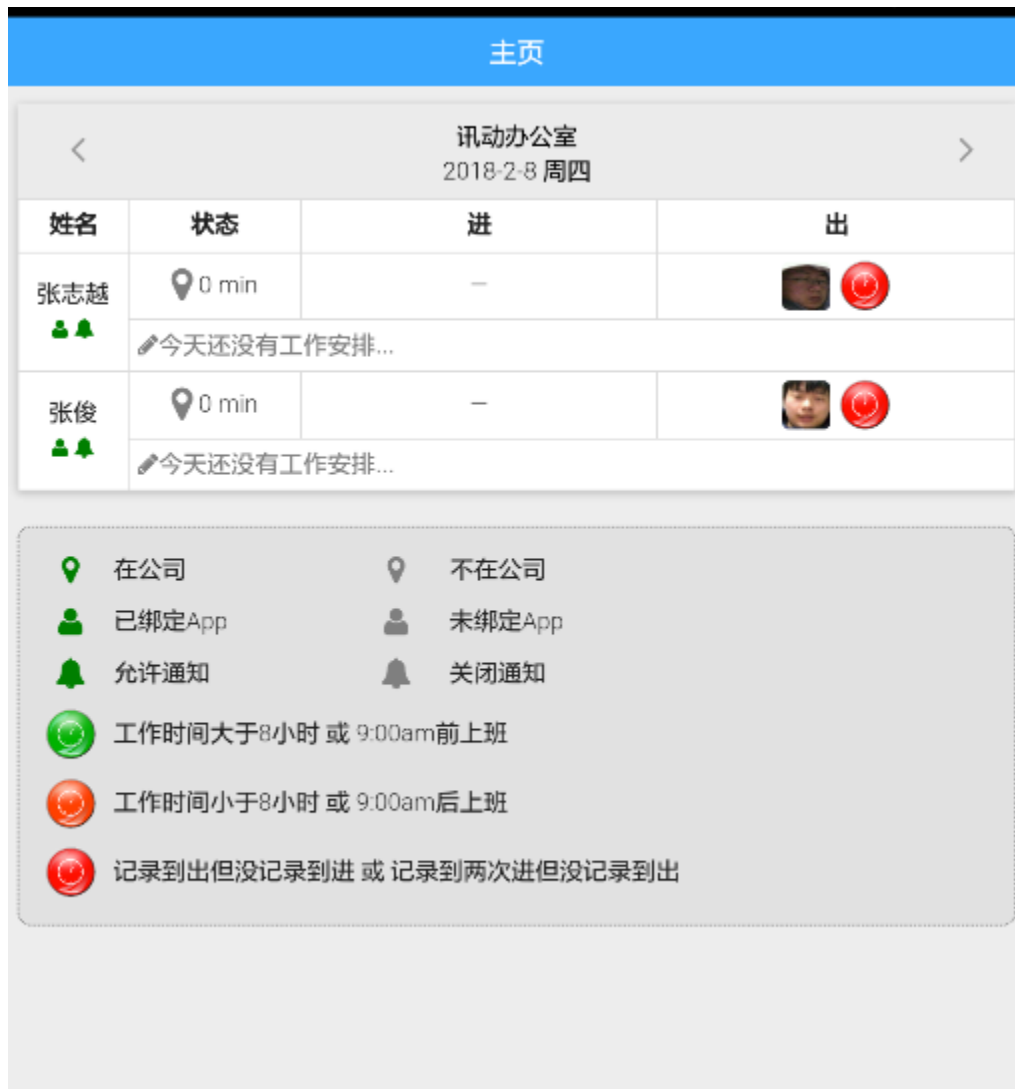 主页
讯动办公室
2018-2-8 周四
姓名 状态 进 出
张志越 0 min –
今天还没有工作安排...
张俊 0 min –
今天还没有工作安排...
在公司 不在公司
已绑定App 未绑定App
允许通知 关闭通知
工作时间大于8小时 或 9:00am前上班
工作时间小于8小时 或 9:00am后上班
记录到出但没记录到进 或 记录到两次进但没记录到出